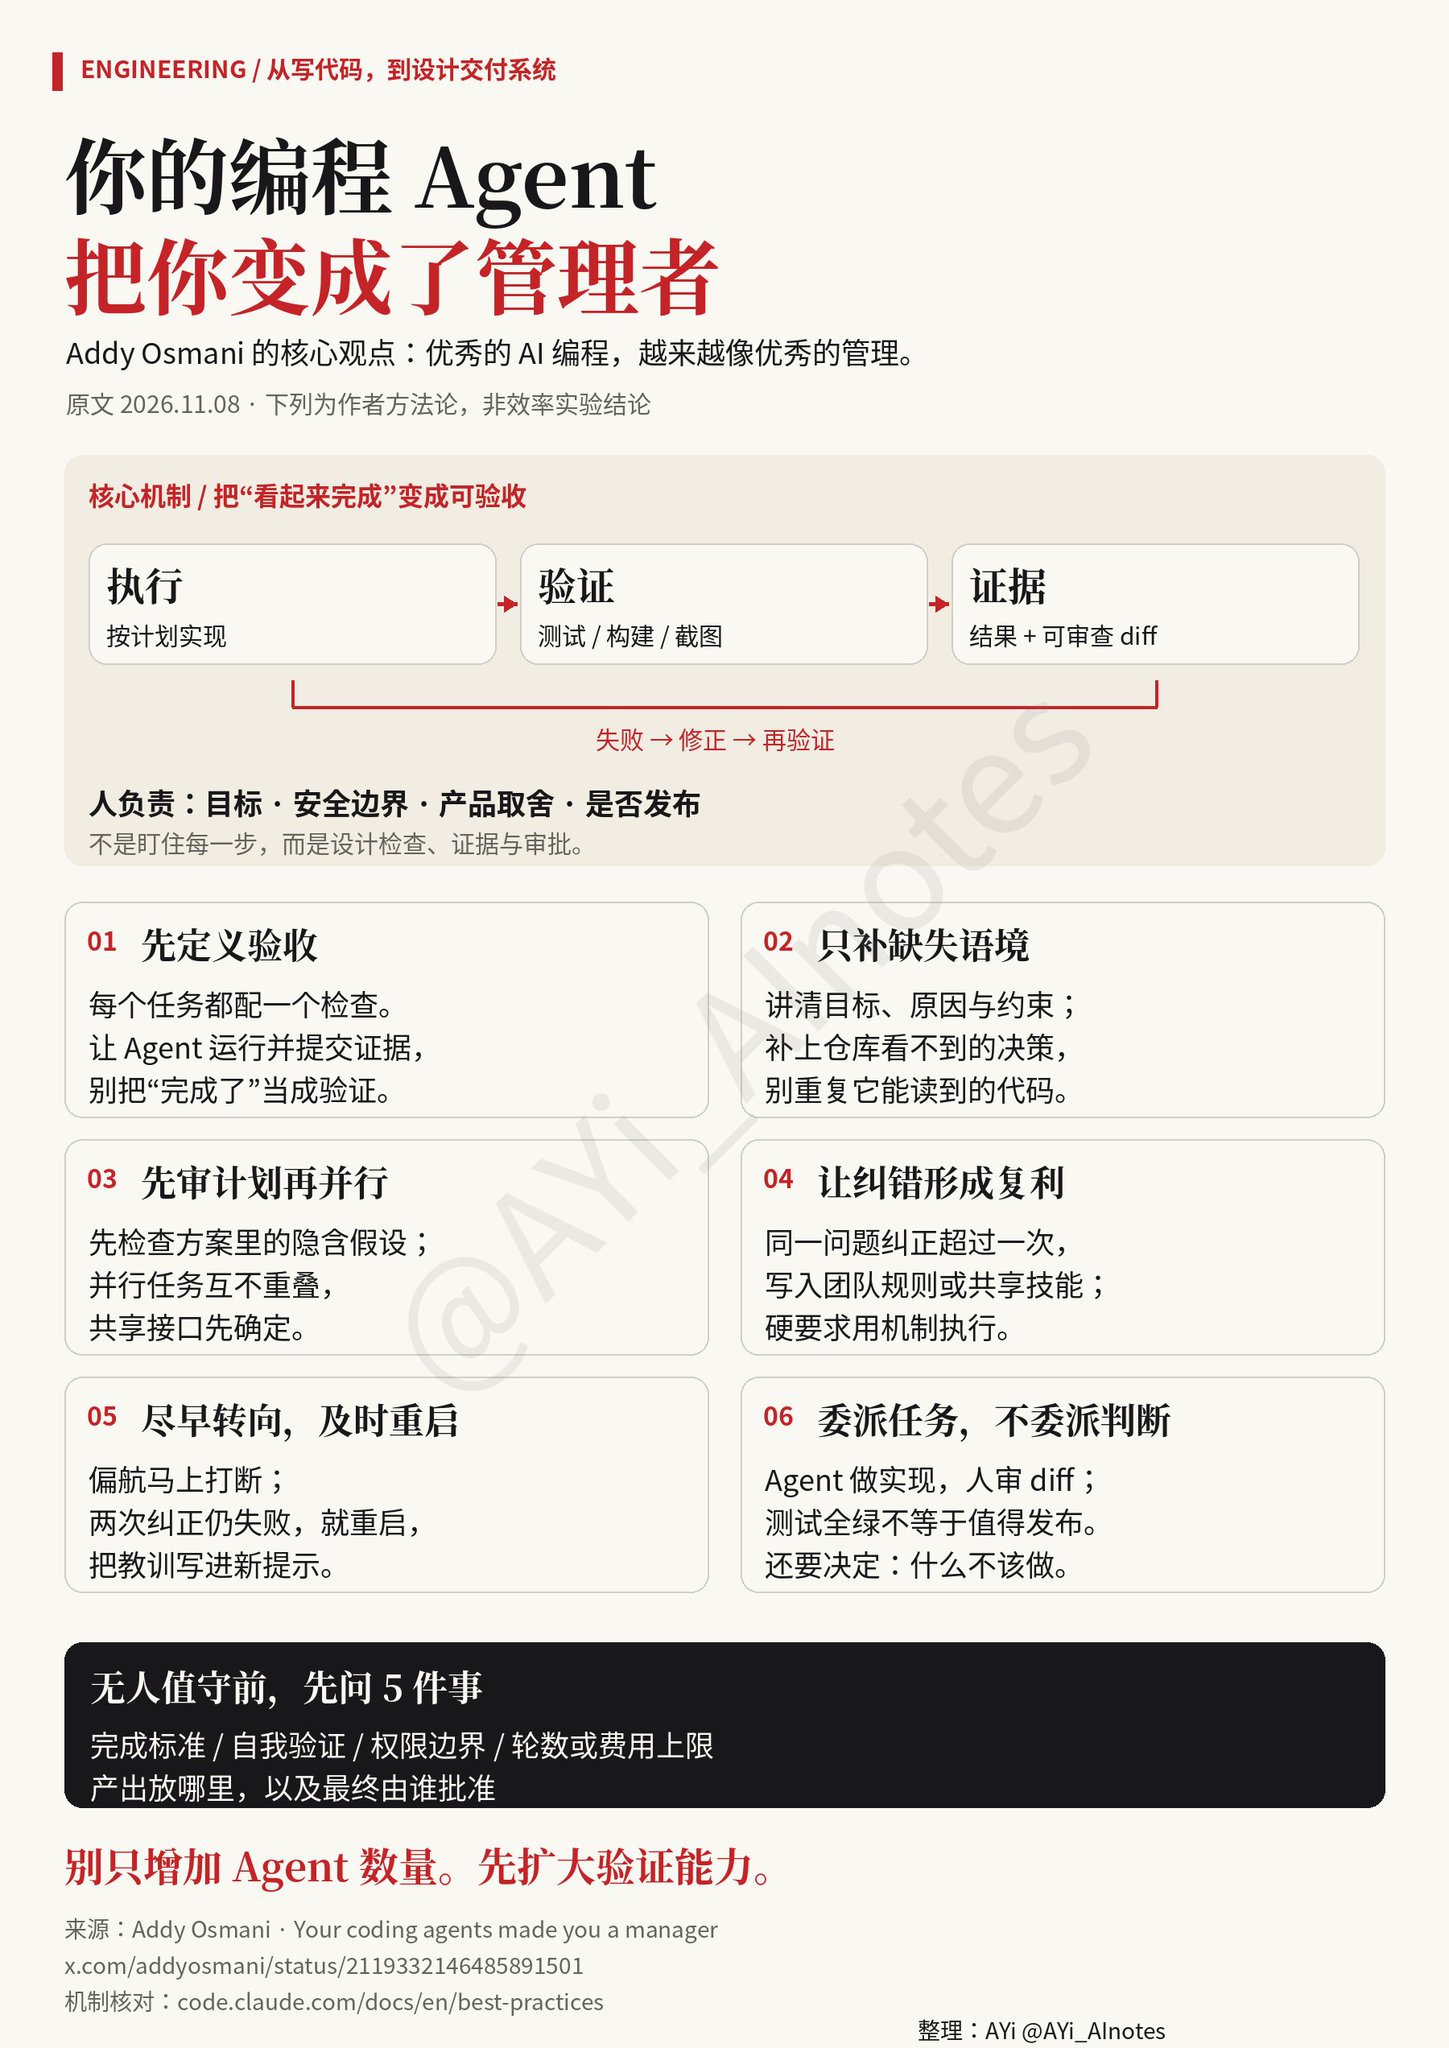 ENGINEERING / 从写代码，到设计交付系统
你的编程 Agent
把你变成了管理者
Addy Osmani 的核心观点：优秀的 AI 编程，越来越像优秀的管理。
原文 2026.11.08 · 下列为作者方法论，非效率实验结论
核心机制 / 把“看起来完成”变成可验收
执行
按计划实现
验证
测试 / 构建 / 截图
证据
结果 + 可审查 diff
失败 → 修正 → 再验证
人负责：目标 · 安全边界 · 产品取舍 · 是否发布
不是盯住每一步，而是设计检查、证据与审批。
01 先定义验收
每个任务都配一个检查。
让 Agent 运行并提交证据，
别把“完成了”当成验证。
02 只补缺失语境
讲清目标、原因与约束；
补上仓库看不到的决策，
别重复它能读到的代码。
03 先审计划再并行
先检查方案里的隐含假设；
并行任务互不重叠，
共享接口先确定。
04 让纠错形成复利
同一问题纠正超过一次，
写入团队规则或共享技能；
硬要求用机制执行。
05 尽早转向，及时重启
偏航马上打断；
两次纠正仍失败，就重启，
把教训写进新提示。
06 委派任务，不委派判断
Agent 做实现，人审 diff；
测试全绿不等于值得发布。
还要决定：什么不该做。
@AYi_AInotes
无人值守前，先问 5 件事
完成标准 / 自我验证 / 权限边界 / 轮数或费用上限
产出放哪里，以及最终由谁批准
别只增加 Agent 数量。先扩大验证能力。
来源：Addy Osmani · Your coding agents made you a manager
x.com/addyosmani/status/2119332146485891501
机制核对：code.claude.com/docs/en/best-practices
整理：AYi @AYi_AInotes